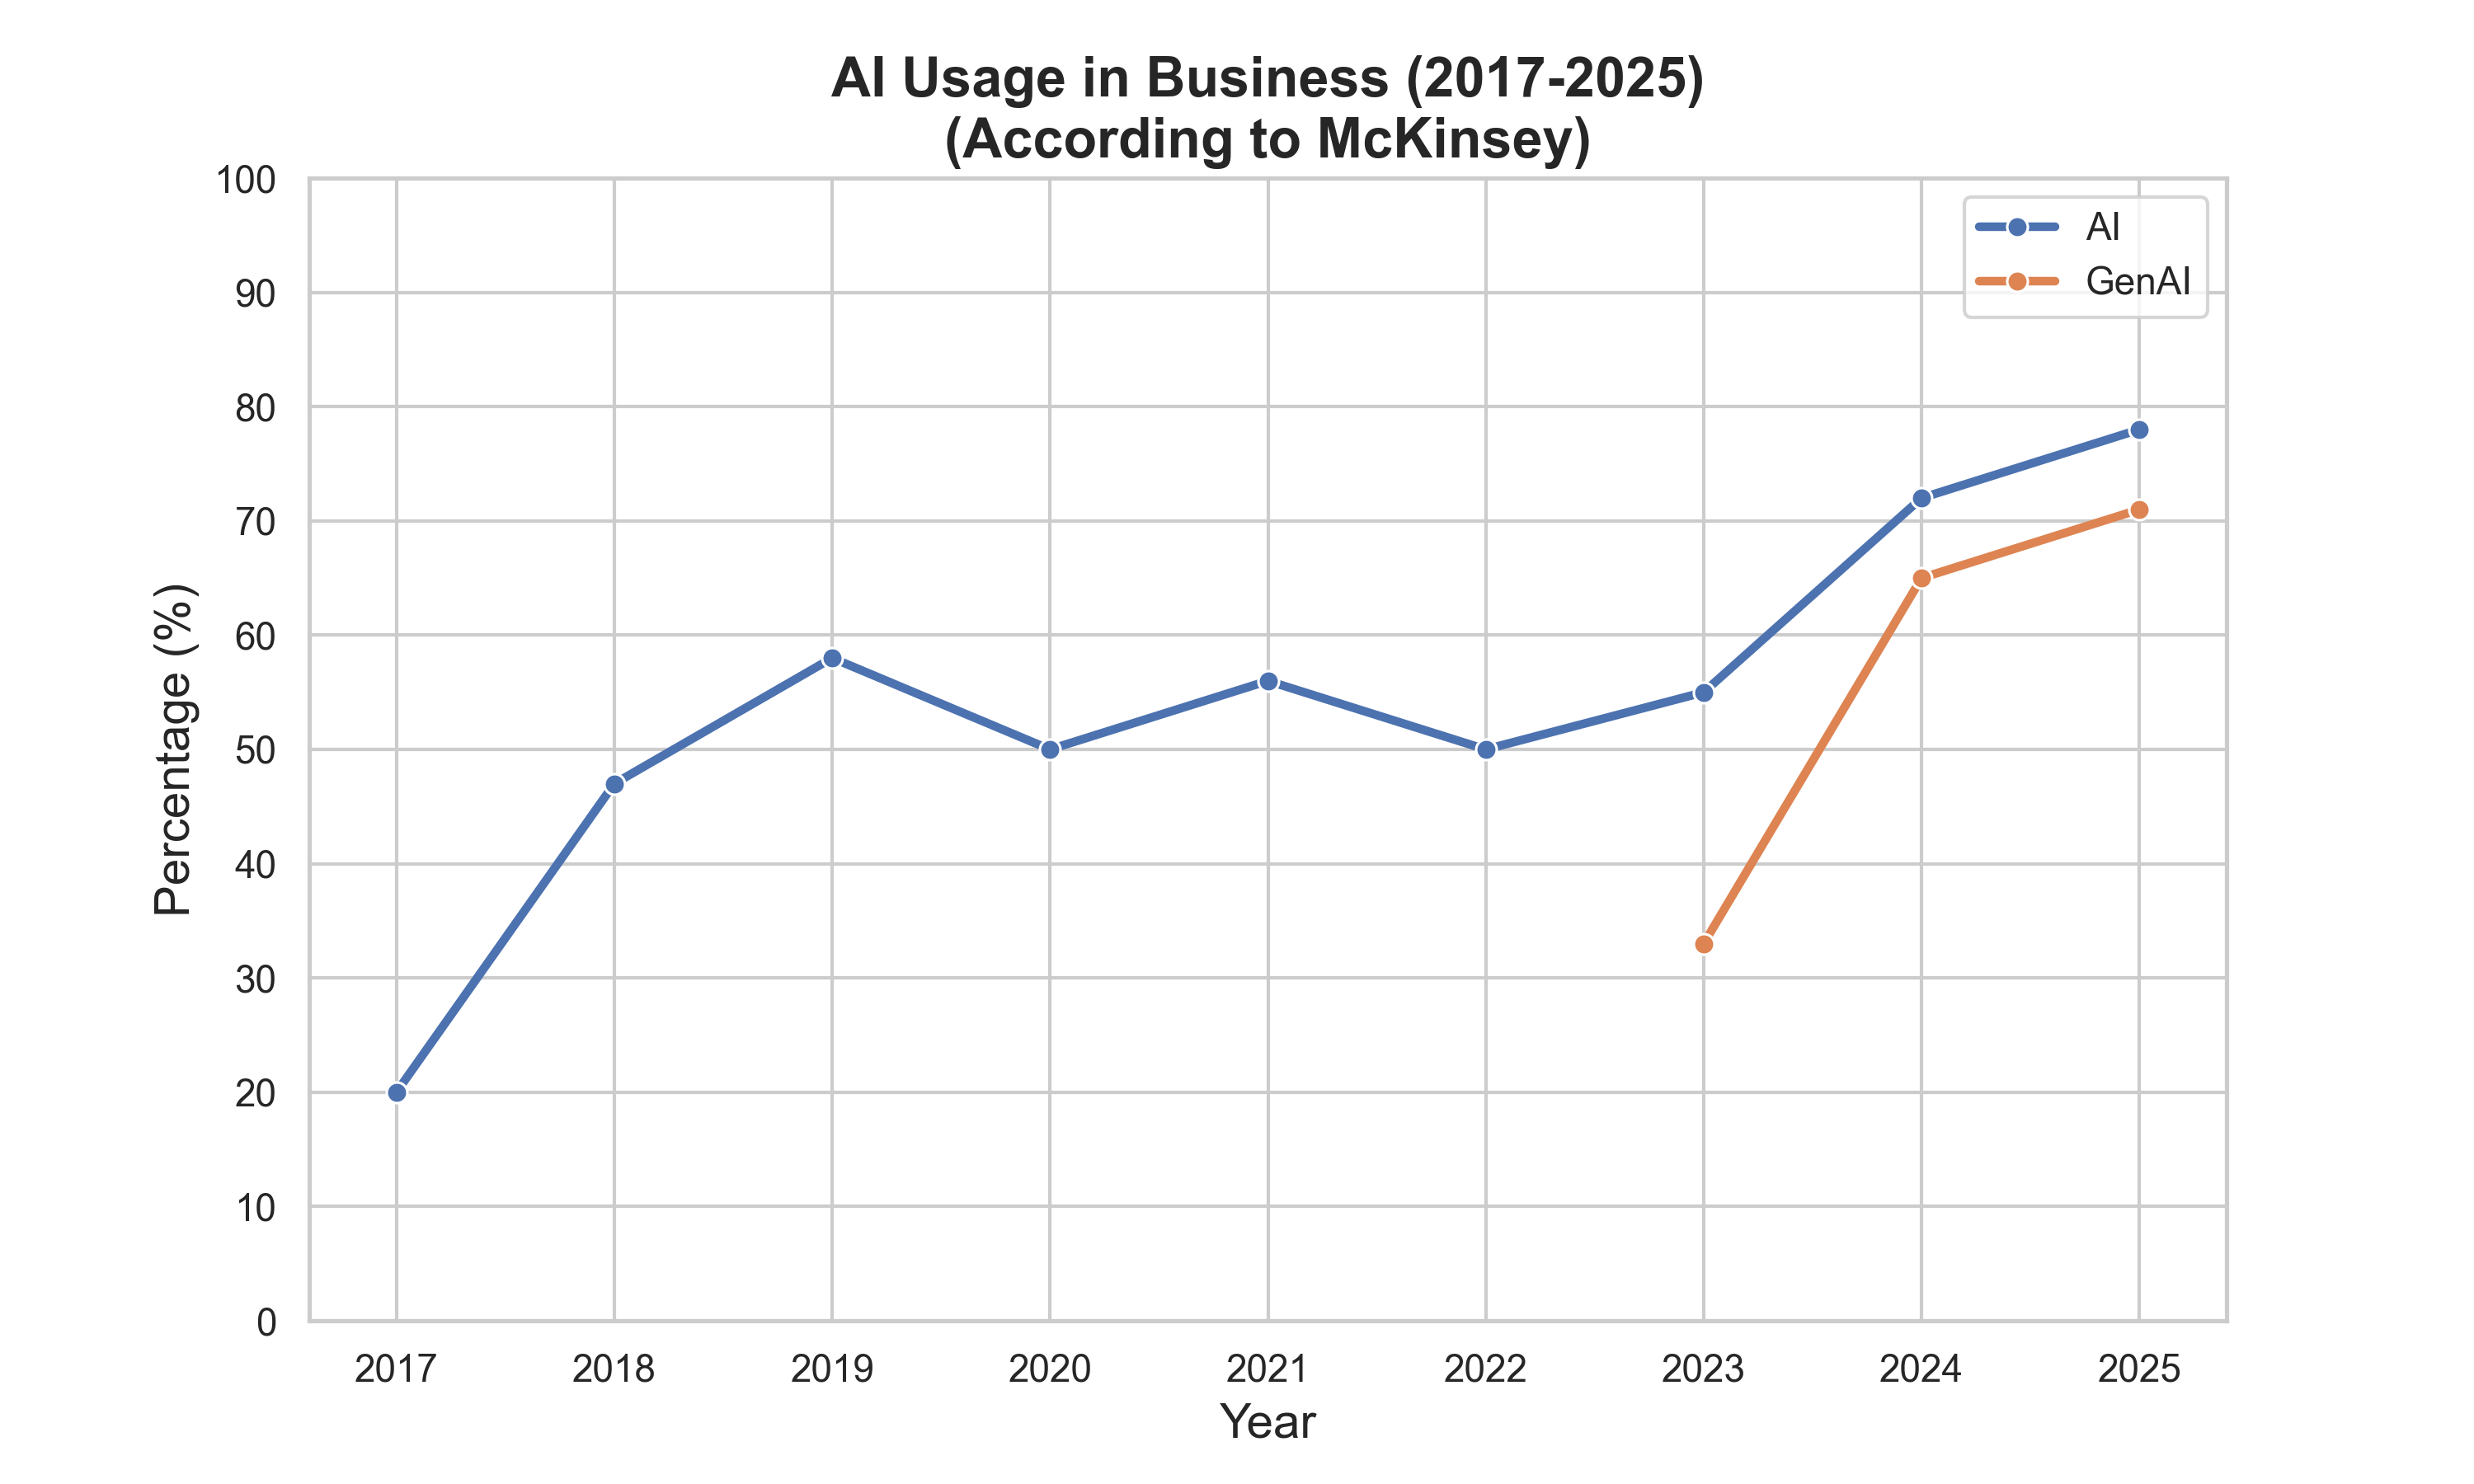 AI Usage in Business (2017-2025)
(According to McKinsey)
AI
GenAI
Percentage (%)
100
90
80
70
60
50
40
30
20
10
0
2017 2018 2019 2020 2021 2022 2023 2024 2025
Year